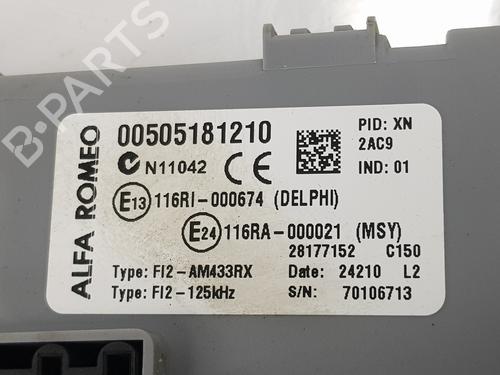 ALFA ROMEO
00505181210
PID: XN
2AC9
N11042 CE
IND: 01
E13 116RI-000674 (DELPHI)
E24 116RA-000021 (MSY)
28177152 C150
Type: FI2-AM433RX Date: 24210 L2
Type: FI2-125kHz S/N: 70106713
B-PARTS